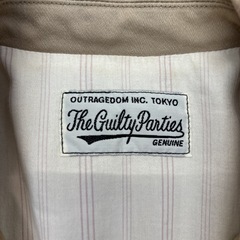 OUTRAGEDOM INC. TOKYO
The Guilty Parties
GENUINE